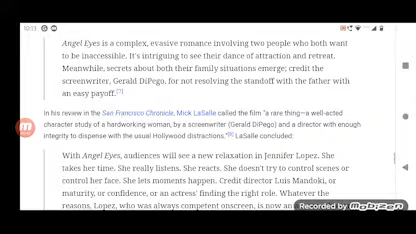 10:13
Angel Eyes is a complex, evasive romance involving two people who both want
to be inaccessible. It's intriguing to see their dance of attraction and retreat.
Meanwhile, secrets about both their family situations emerge; credit the
screenwriter, Gerald DiPego, for not resolving the standoff with the father with
an easy payoff.[7]
In his review in the San Francisco Chronicle, Mick LaSalle called the film "a rare thing—a well-acted
character study of a hardworking woman, by a screenwriter (Gerald DiPego) and a director with enough
integrity to dispense with the usual Hollywood distractions."[8] LaSalle concluded:
With Angel Eyes, audiences will see a new relaxation in Jennifer Lopez. She
takes her time. She really listens. She reacts. She doesn't try to control scenes or
control her face. She lets moments happen. Credit director Luis Mandoki, or
maturity, or confidence, or an actress' finding the right role. Whatever the
reasons, Lopez, who was always competent onscreen, is now an
Recorded by mobizen